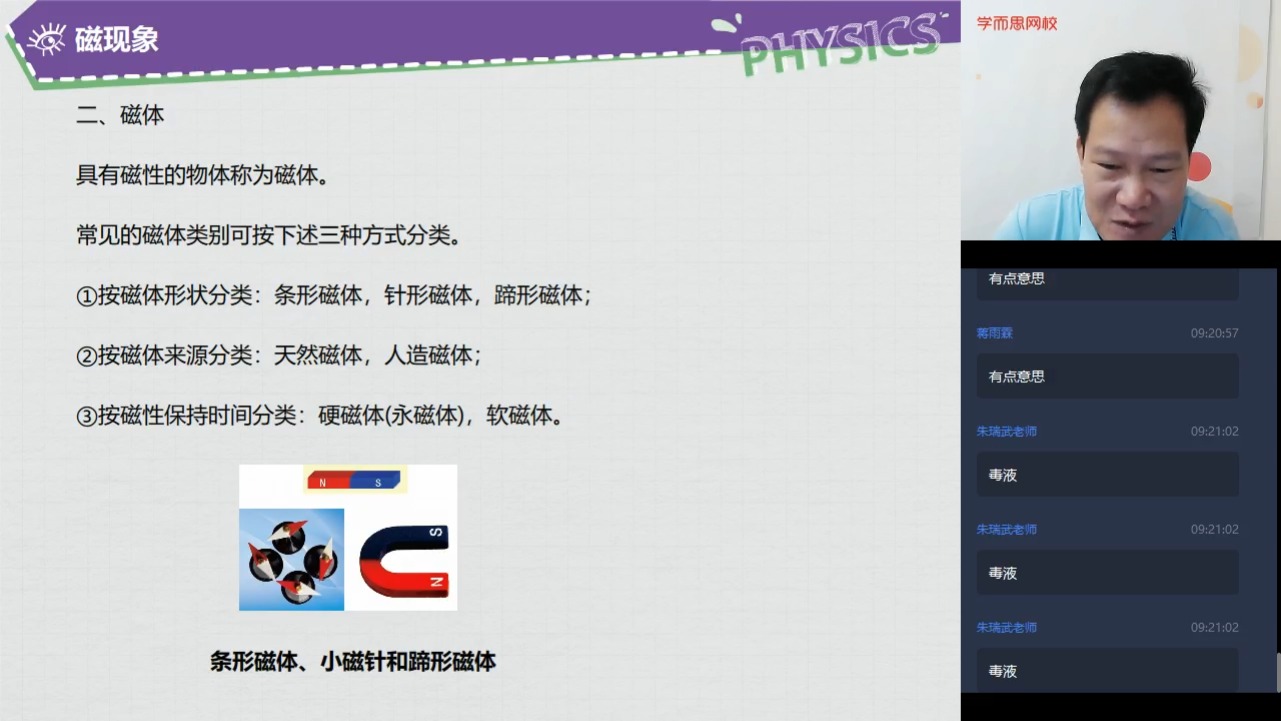 磁现象
PHYSICS
二、磁体
具有磁性的物体称为磁体。
常见的磁体类别可按下述三种方式分类。
①按磁体形状分类：条形磁体，针形磁体，蹄形磁体；
②按磁体来源分类：天然磁体，人造磁体；
③按磁性保持时间分类：硬磁体(永磁体)，软磁体。
N S
S
N
条形磁体、小磁针和蹄形磁体
学而思网校
有点意思
蒋雨霖 09:20:57
有点意思
朱瑞武老师 09:21:02
毒液
朱瑞武老师 09:21:02
毒液
朱瑞武老师 09:21:02
毒液